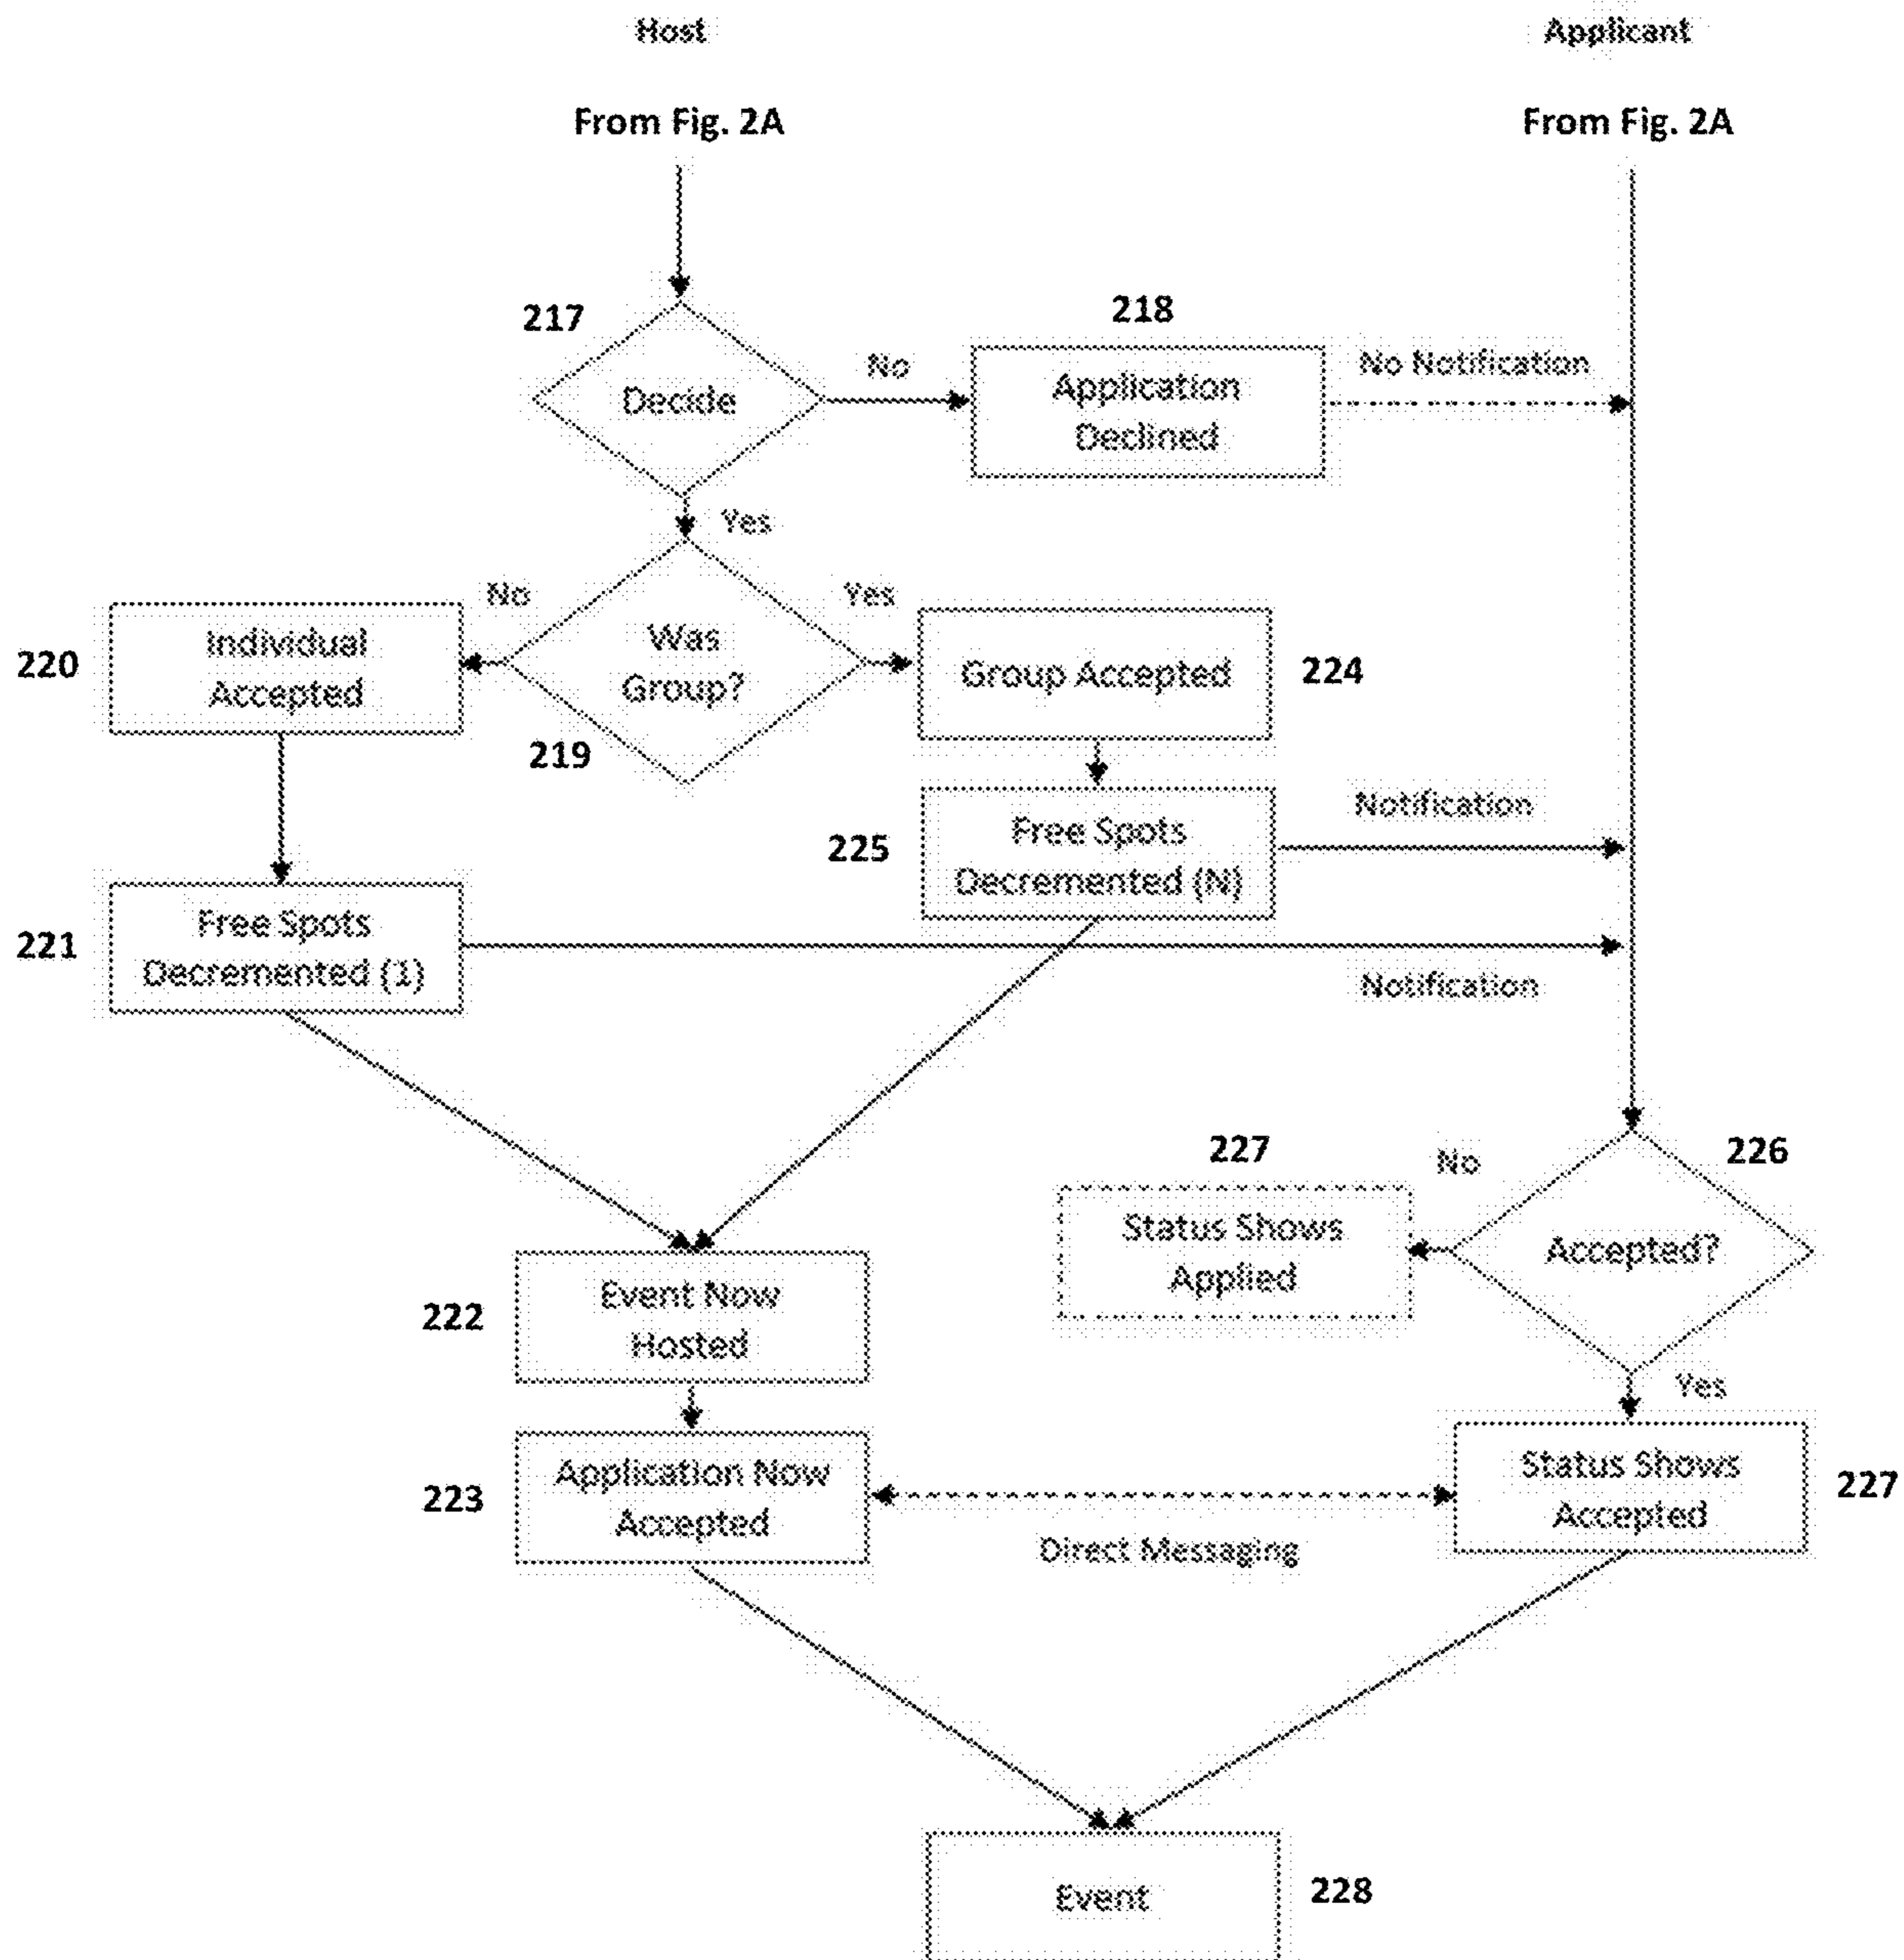 Host
Applicant
From Fig. 2A
From Fig. 2A
217
218
Decide
No
Application
Declined
No Notification
Yes
No
Yes
220
Individual
Accepted
Was
Group?
219
Group Accepted
224
225
Free Spots
Decremented (N)
Notification
221
Free Spots
Decremented (1)
Notification
227
No
226
Status Shows
Applied
Accepted?
222
Event Now
Hosted
Yes
223
Application Now
Accepted
Direct Messaging
Status Shows
Accepted
227
Event
228